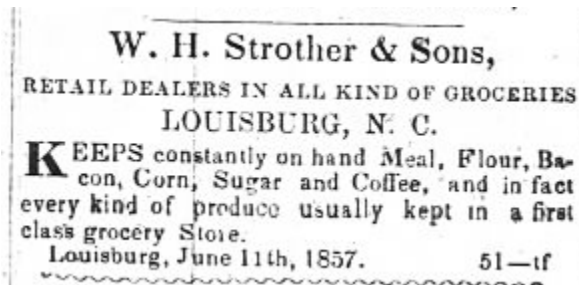 W. H. Strother & Sons,
RETAIL DEALERS IN ALL KIND OF GROCERIES
LOUISBURG, N. C.
KEEPS constantly on hand Meal, Flour, Ba-
con, Corn, Sugar and Coffee, and in fact
every kind of produce usually kept in a first
class grocery Store.
Louisburg, June 11th, 1857. 51—tf